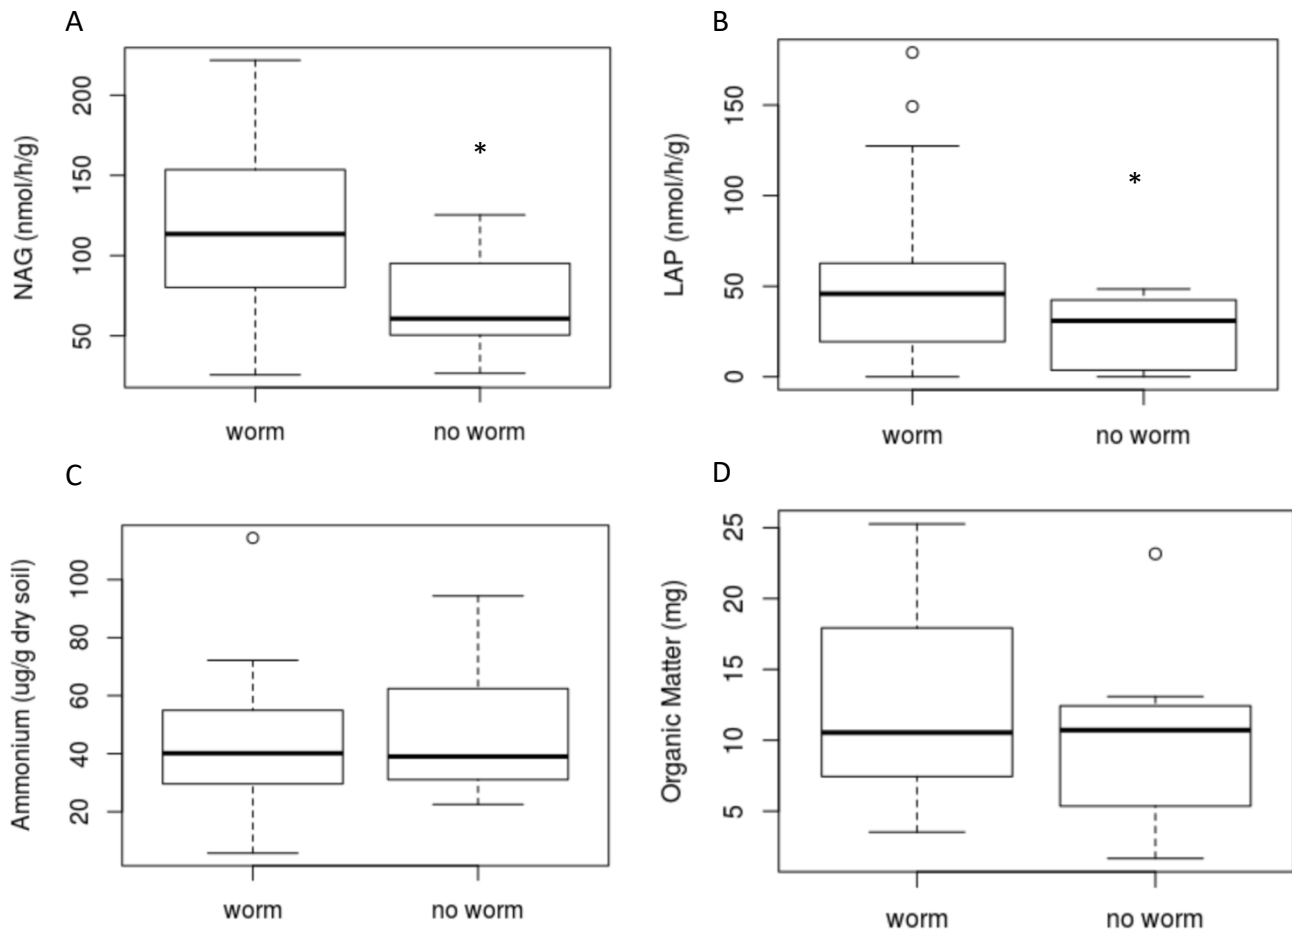 A
NAG (nmol/h/g)
200
150
100
50
*
worm
no worm
B
LAP (nmol/h/g)
150
100
50
0
*
worm
no worm
C
Ammonium (ug/g dry soil)
100
80
60
40
20
worm
no worm
D
Organic Matter (mg)
25
20
15
10
5
worm
no worm